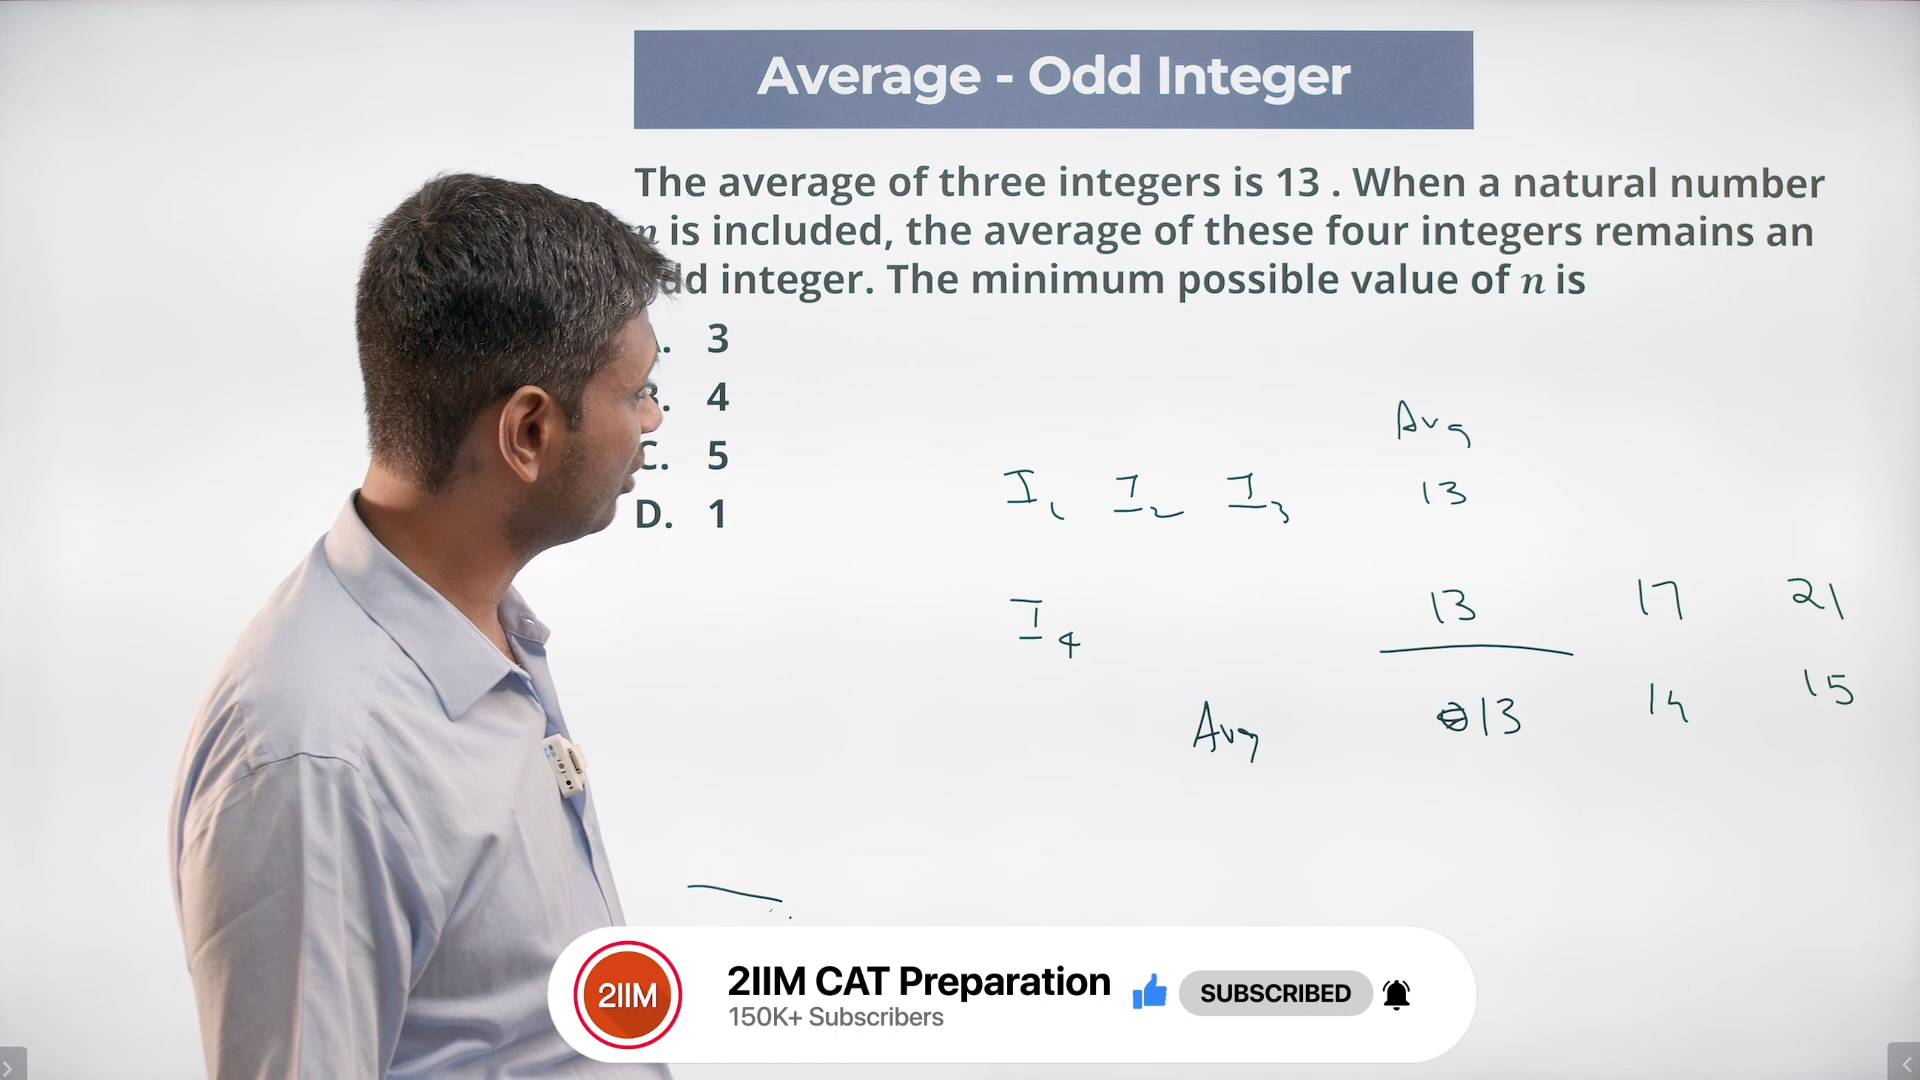 Average - Odd Integer
The average of three integers is 13 . When a natural number
n is included, the average of these four integers remains an
dd integer. The minimum possible value of n is
A. 3
B. 4
C. 5
D. 1
Avg
I1 I2 I3 13
I4 13 17 21
Avg 13 14 15
2IIM
2IIM CAT Preparation
150K+ Subscribers
SUBSCRIBED